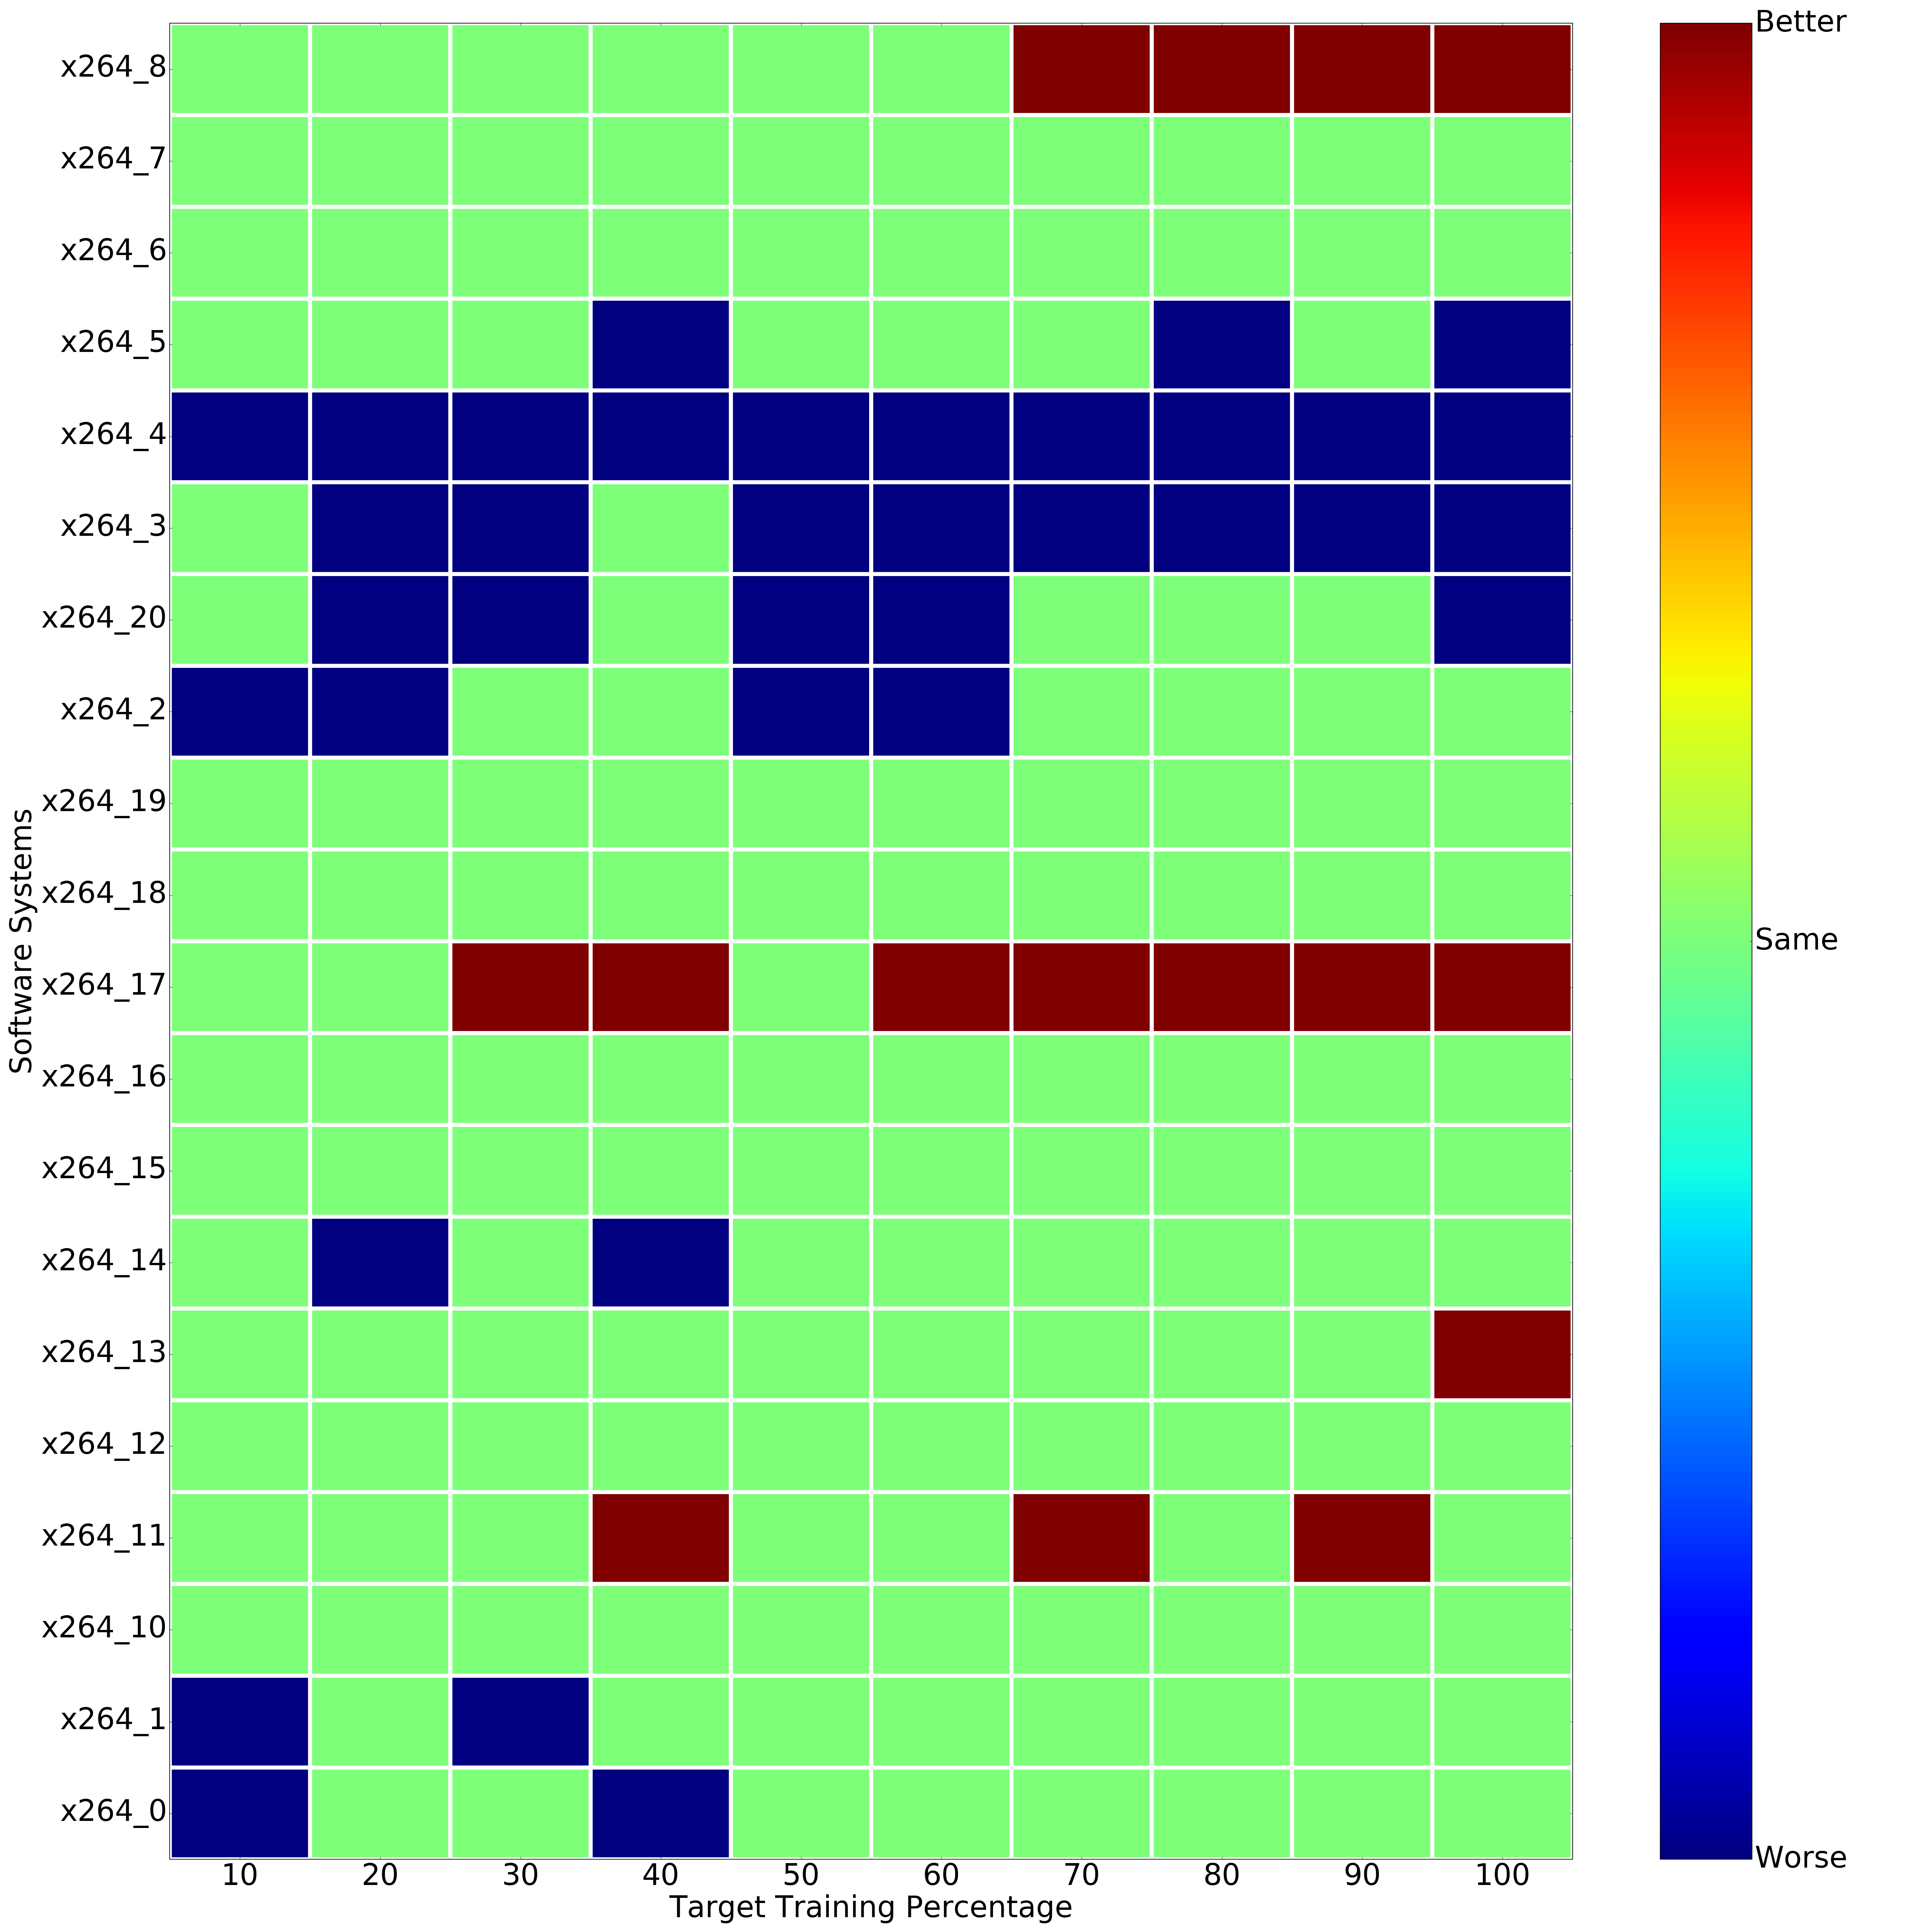 Better
Same
Worse
Software Systems
x264_8
x264_7
x264_6
x264_5
x264_4
x264_3
x264_20
x264_2
x264_19
x264_18
x264_17
x264_16
x264_15
x264_14
x264_13
x264_12
x264_11
x264_10
x264_1
x264_0
10 20 30 40 50 60 70 80 90 100
Target Training Percentage